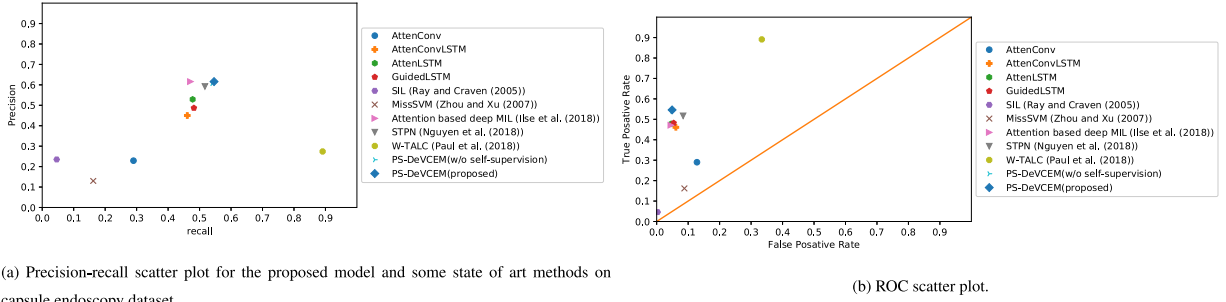 1.0
0.9
0.8
0.7
0.6
0.5
0.4
0.3
0.2
0.1
0.0
Precision
0.0 0.1 0.2 0.3 0.4 0.5 0.6 0.7 0.8 0.9
recall
AttenConv
AttenConvLSTM
AttenLSTM
GuidedLSTM
SIL (Ray and Craven (2005))
MissSVM (Zhou and Xu (2007))
Attention based deep MIL (Ilse et al. (2018))
STPN (Nguyen et al. (2018))
W-TALC (Paul et al. (2018))
PS-DeVCEM(w/o self-supervision)
PS-DeVCEM(proposed)
(a) Precision-recall scatter plot for the proposed model and some state of art methods on
capsule endoscopy dataset
0.9
0.8
0.7
0.6
0.5
0.4
0.3
0.2
0.1
0.0
True Posative Rate
0.0 0.1 0.2 0.3 0.4 0.5 0.6 0.7 0.8 0.9
False Posative Rate
AttenConv
AttenConvLSTM
AttenLSTM
GuidedLSTM
SIL (Ray and Craven (2005))
MissSVM (Zhou and Xu (2007))
Attention based deep MIL (Ilse et al. (2018))
STPN (Nguyen et al. (2018))
W-TALC (Paul et al. (2018))
PS-DeVCEM(w/o self-supervision)
PS-DeVCEM(proposed)
(b) ROC scatter plot.